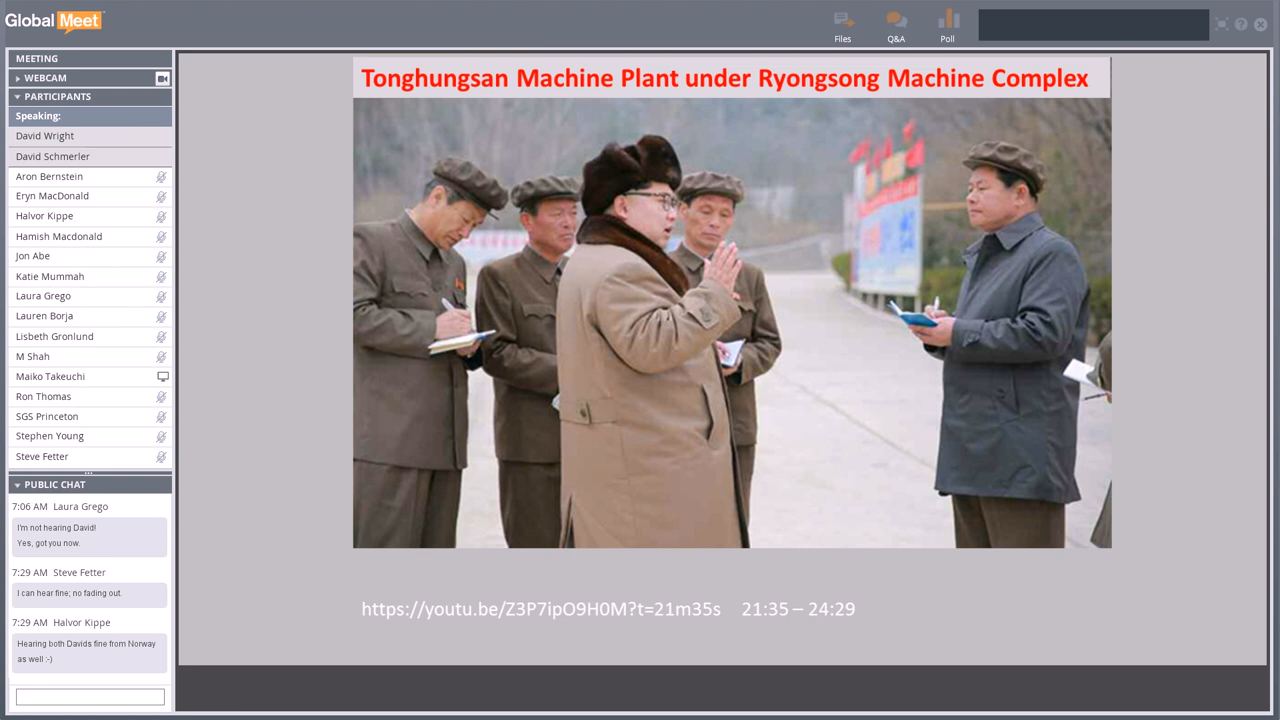 Global Meet
Files
Q&A
Poll
MEETING
WEBCAM
PARTICIPANTS
Speaking:
David Wright
David Schmerler
Aron Bernstein
Eryn MacDonald
Halvor Kippe
Hamish Macdonald
Jon Abe
Katie Mummah
Laura Grego
Lauren Borja
Lisbeth Gronlund
M Shah
Maiko Takeuchi
Ron Thomas
SGS Princeton
Stephen Young
Steve Fetter
PUBLIC CHAT
7:06 AM Laura Grego
I'm not hearing David!
Yes, got you now.
7:29 AM Steve Fetter
I can hear fine; no fading out.
7:29 AM Halvor Kippe
Hearing both Davids fine from Norway
as well :-)
Tonghungsan Machine Plant under Ryongsong Machine Complex
https://youtu.be/Z3P7ipO9H0M?t=21m35s 21:35 – 24:29